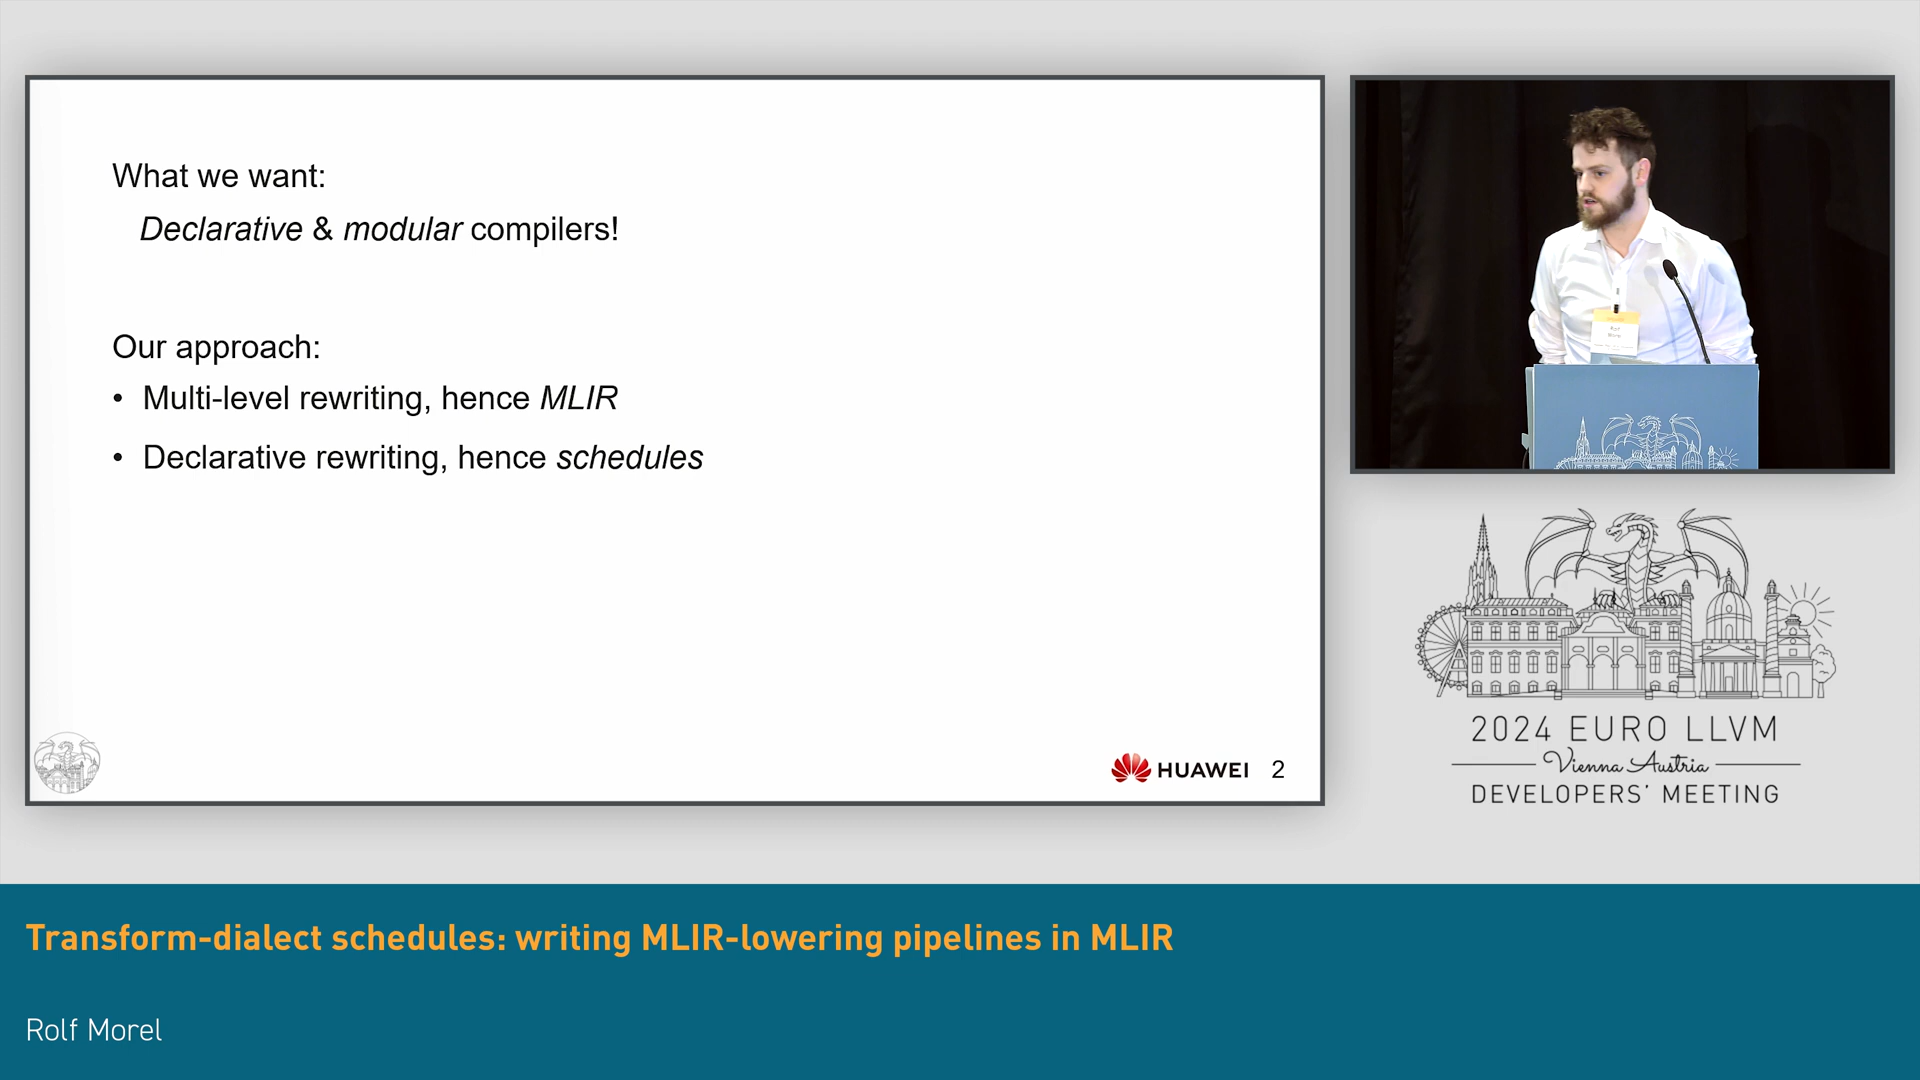 What we want:
Declarative & modular compilers!
Our approach:
• Multi-level rewriting, hence MLIR
• Declarative rewriting, hence schedules
HUAWEI 2
2024 EURO LLVM
Vienna Austria
DEVELOPERS' MEETING
Transform-dialect schedules: writing MLIR-lowering pipelines in MLIR
Rolf Morel